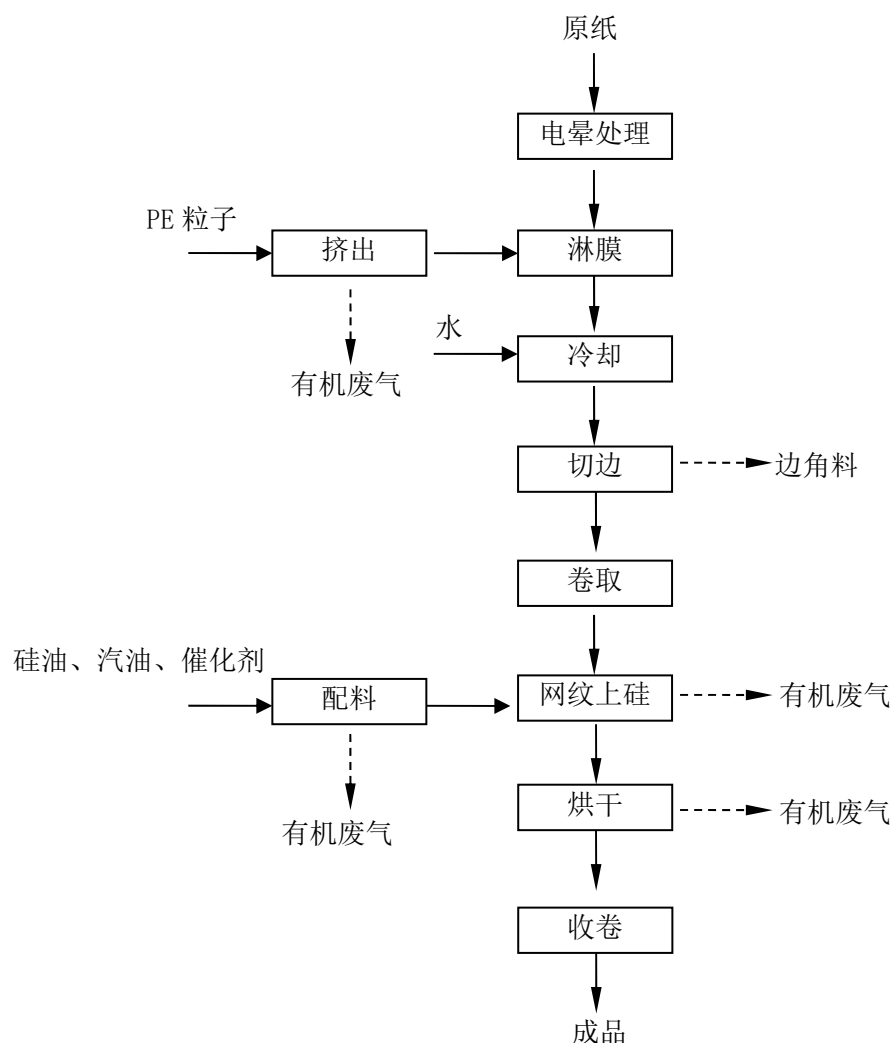 原纸
电晕处理
PE 粒子
挤出
淋膜
水
冷却
有机废气
切边
边角料
卷取
硅油、汽油、催化剂
配料
网纹上硅
有机废气
烘干
有机废气
有机废气
收卷
成品